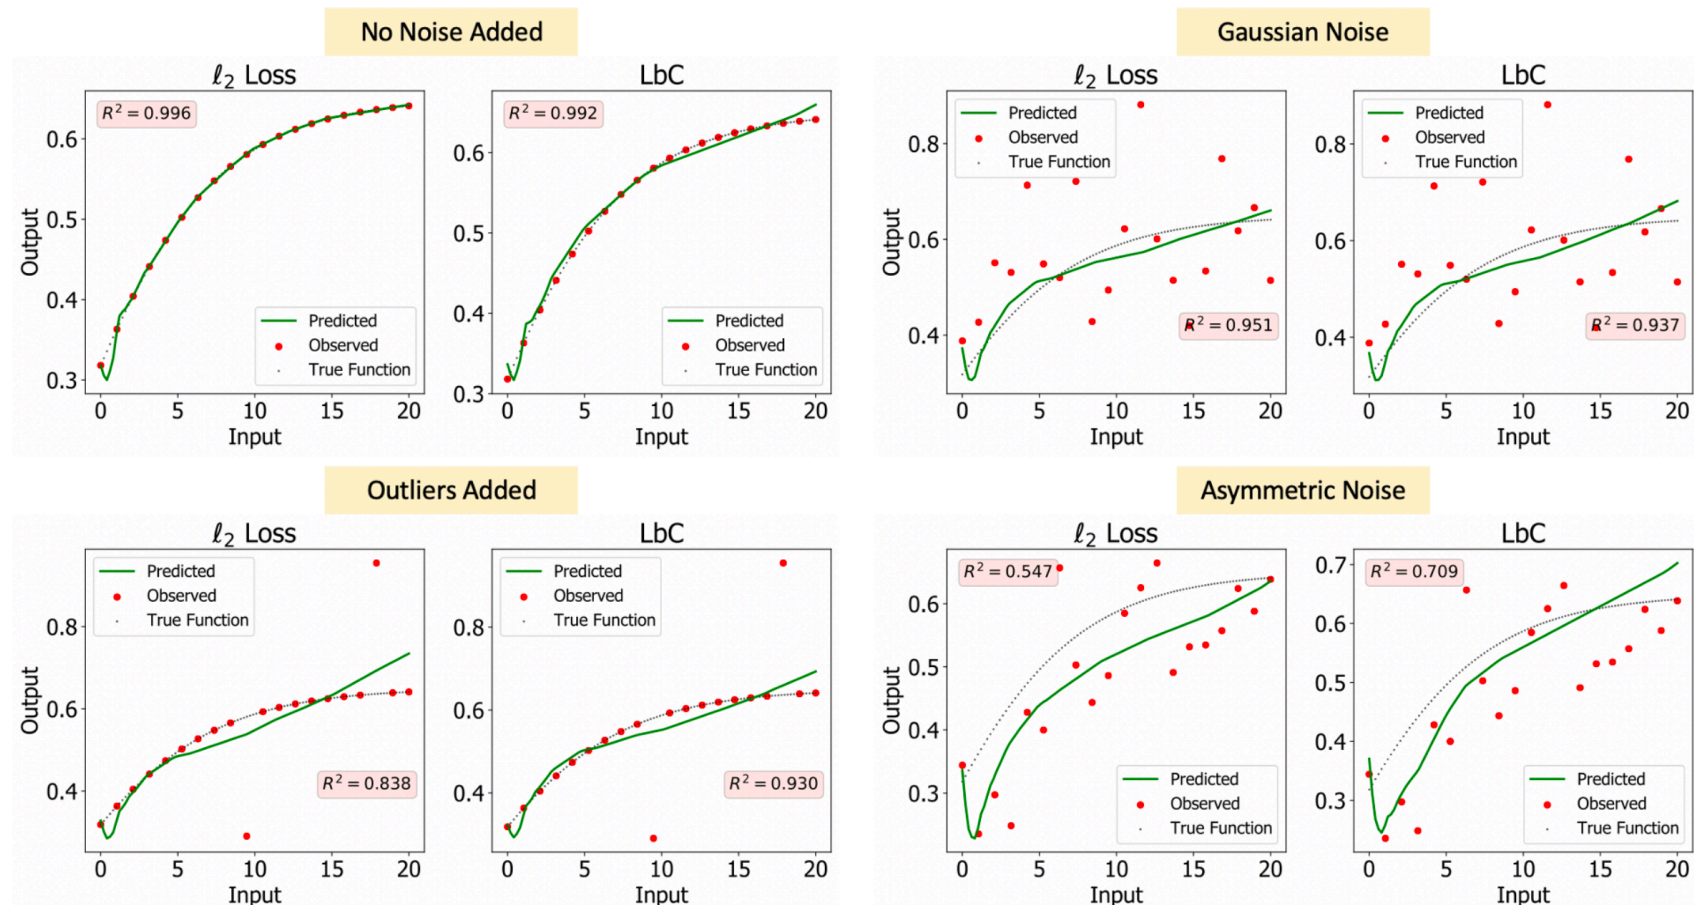 No Noise Added
ℓ₂ Loss
R² = 0.996
Output
0.6
0.5
0.4
0.3
Predicted
Observed
True Function
0 5 10 15 20
Input
LbC
R² = 0.992
0.6
0.5
0.4
0.3
Predicted
Observed
True Function
0 5 10 15 20
Input
Gaussian Noise
ℓ₂ Loss
Predicted
Observed
True Function
Output
0.8
0.6
0.4
R² = 0.951
0 5 10 15 20
Input
LbC
Predicted
Observed
True Function
0.8
0.6
0.4
R² = 0.937
0 5 10 15 20
Input
Outliers Added
ℓ₂ Loss
Predicted
Observed
True Function
Output
0.8
0.6
0.4
R² = 0.838
0 5 10 15 20
Input
LbC
Predicted
Observed
True Function
0.8
0.6
0.4
R² = 0.930
0 5 10 15 20
Input
Asymmetric Noise
ℓ₂ Loss
R² = 0.547
Output
0.6
0.5
0.4
0.3
Predicted
Observed
True Function
0 5 10 15 20
Input
LbC
R² = 0.709
0.7
0.6
0.5
0.4
0.3
Predicted
Observed
True Function
0 5 10 15 20
Input